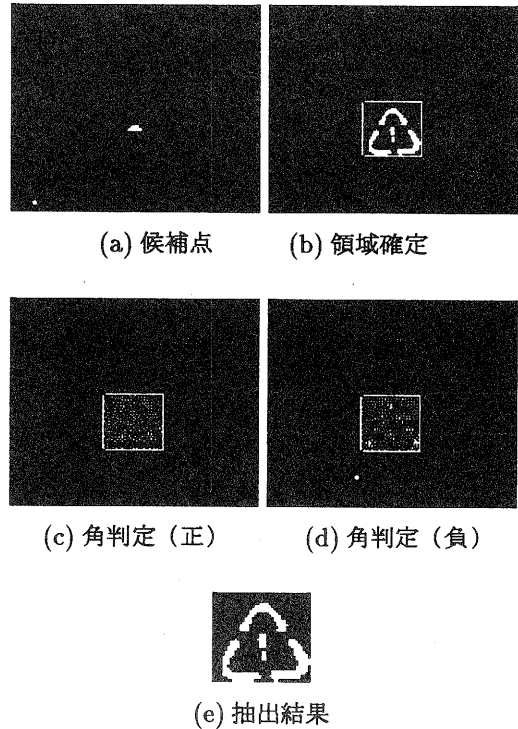 (a) 候補点
(b) 領域確定
(c) 角判定（正）
(d) 角判定（負）
(e) 抽出結果